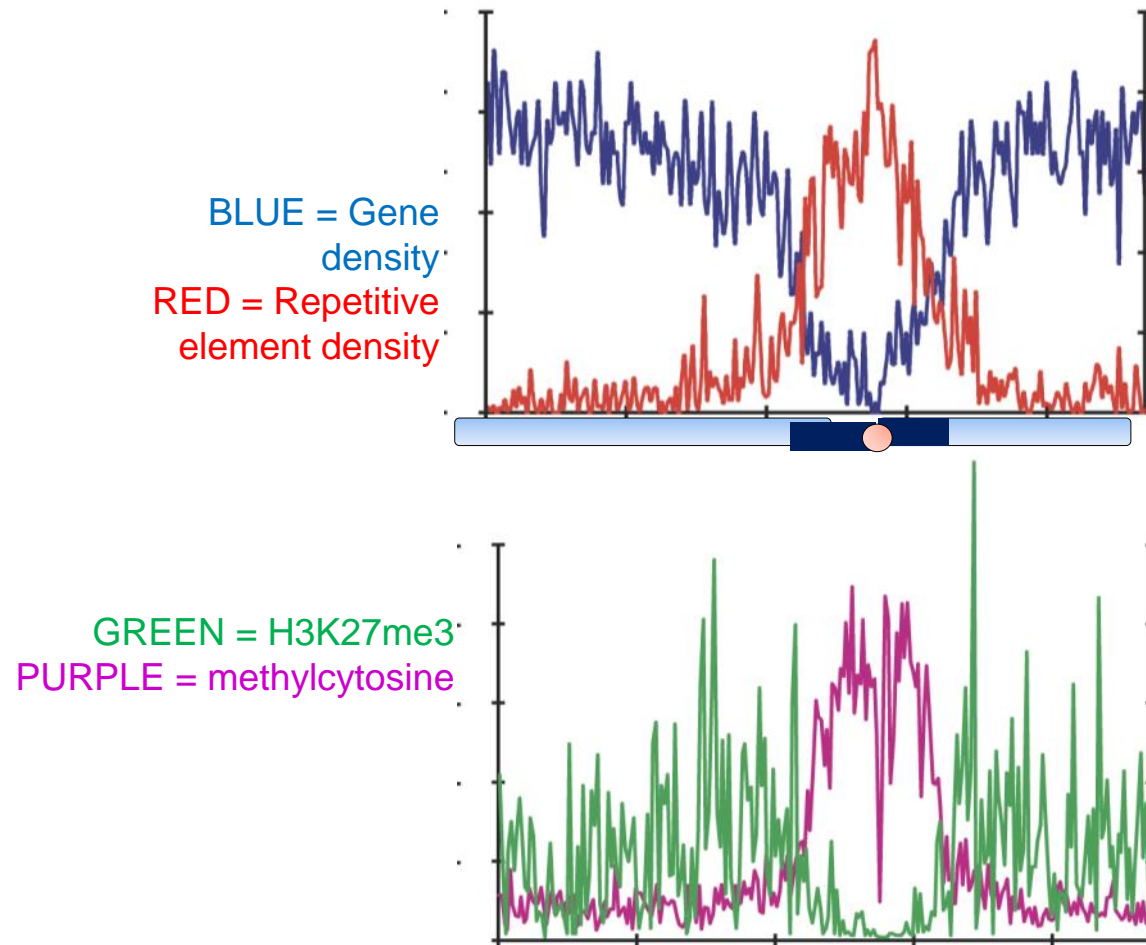 BLUE = Gene
density
RED = Repetitive
element density
GREEN = H3K27me3
PURPLE = methylcytosine